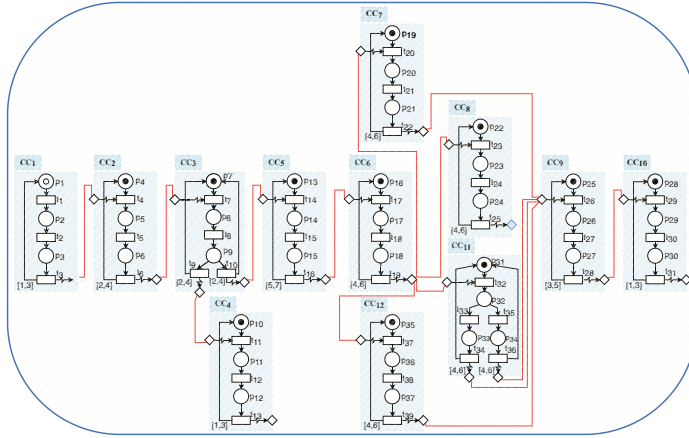 CC7
p19
t20
p20
t21
p21
t22
[4,6]
CC8
p22
t23
p23
t24
p24
t25
[4,6]
CC1
p1
t1
p2
t2
p3
t3
[1,3]
CC2
p4
t4
p5
t5
p6
t6
[2,4]
CC3
p7
t7
p8
t8
p9
t9
t10
[2,4]
[2,4]
CC4
p10
t11
p11
t12
p12
t13
[1,3]
CC5
p13
t14
p14
t15
p15
t16
[5,7]
CC6
p16
t17
p17
t18
p18
t19
[4,6]
CC12
p35
t37
p36
t38
p37
t39
[4,6]
CC11
p31
t32
p32
t33
t35
p33
p34
t34
t36
[4,6]
[4,6]
CC9
p25
t26
p26
t27
p27
t28
[3,5]
CC10
p28
t29
p29
t30
p30
t31
[1,3]